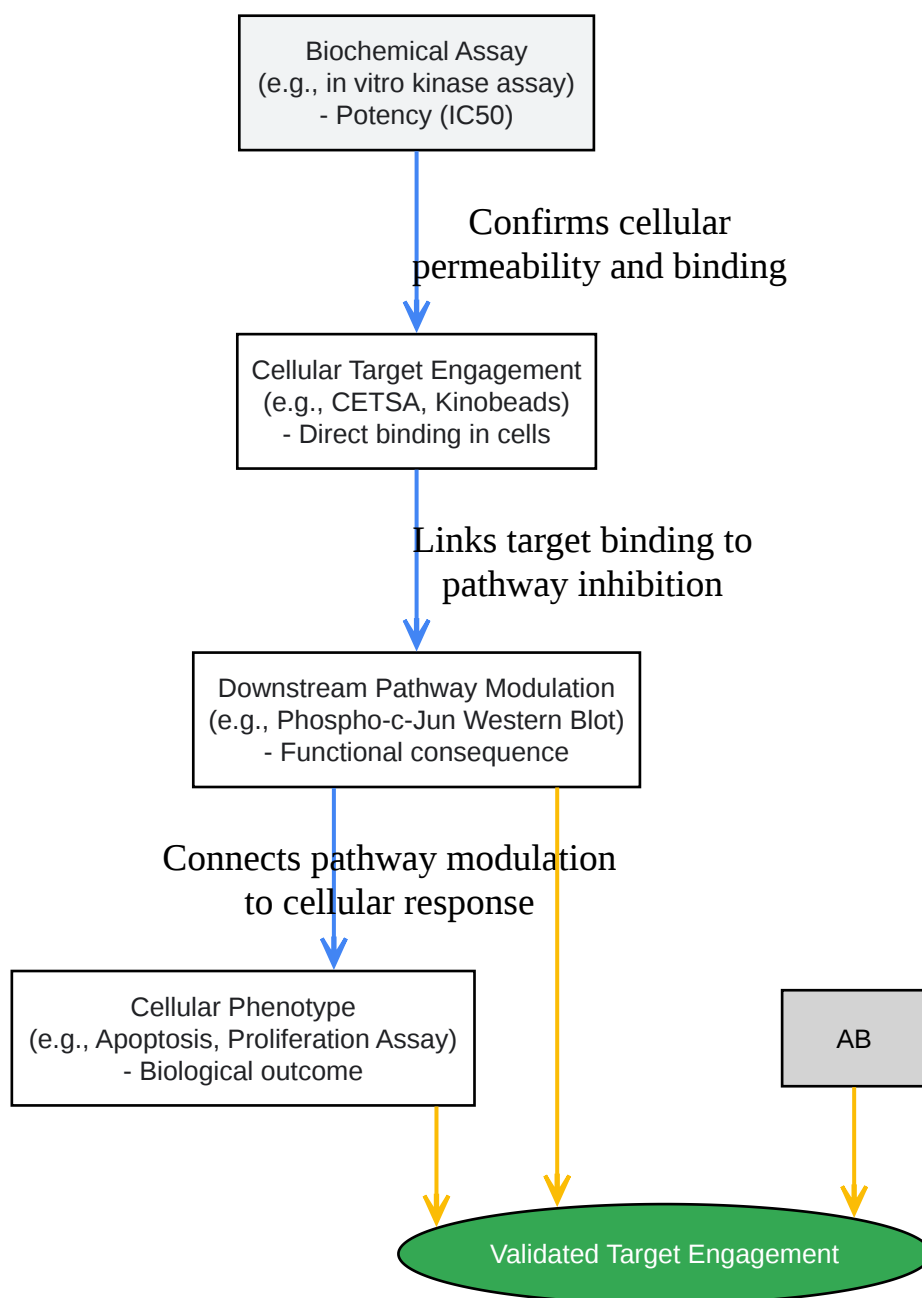 Biochemical Assay
(e.g., in vitro kinase assay)
- Potency (IC50)
Confirms cellular
permeability and binding
Cellular Target Engagement
(e.g., CETSA, Kinobeads)
- Direct binding in cells
Links target binding to
pathway inhibition
Downstream Pathway Modulation
(e.g., Phospho-c-Jun Western Blot)
- Functional consequence
Connects pathway modulation
to cellular response
Cellular Phenotype
(e.g., Apoptosis, Proliferation Assay)
- Biological outcome
AB
Validated Target Engagement